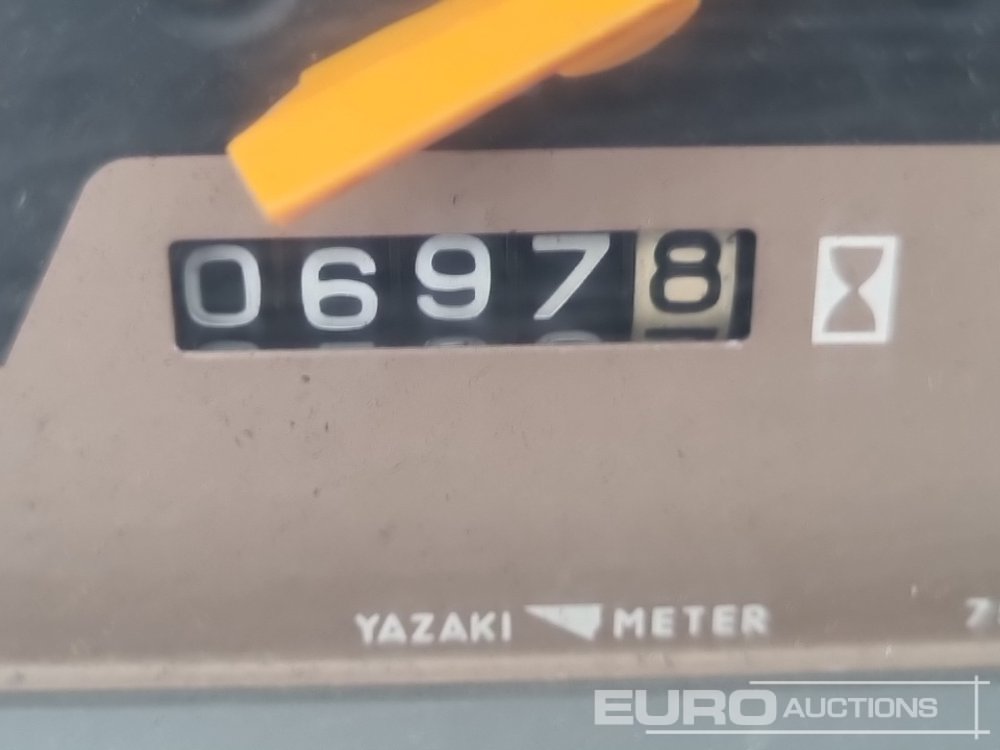 06978
YAZAKI METER
EURO AUCTIONS